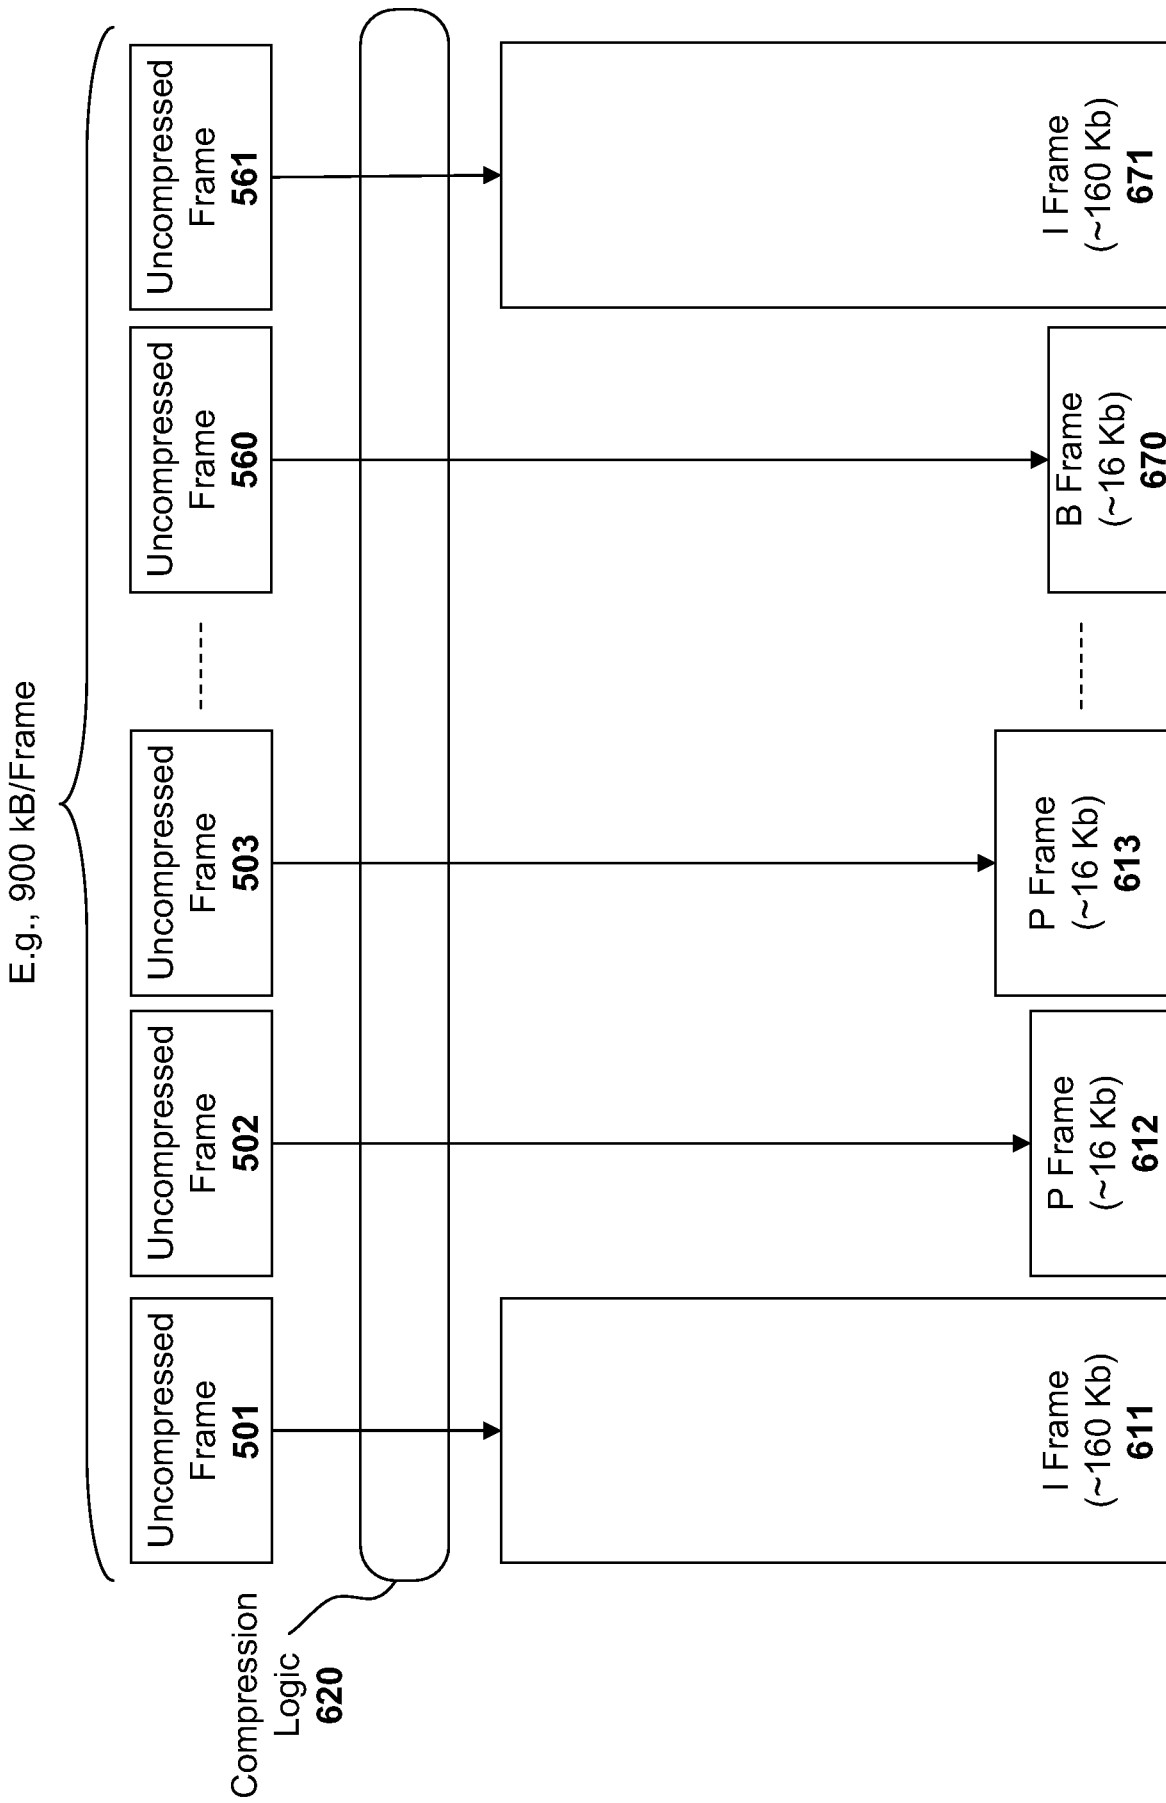 E.g., 900 kB/Frame
Uncompressed
Frame
501
Uncompressed
Frame
502
Uncompressed
Frame
503
Uncompressed
Frame
560
Uncompressed
Frame
561
Compression
Logic
620
I Frame
(~160 Kb)
611
P Frame
(~16 Kb)
612
P Frame
(~16 Kb)
613
B Frame
(~16 Kb)
670
I Frame
(~160 Kb)
671